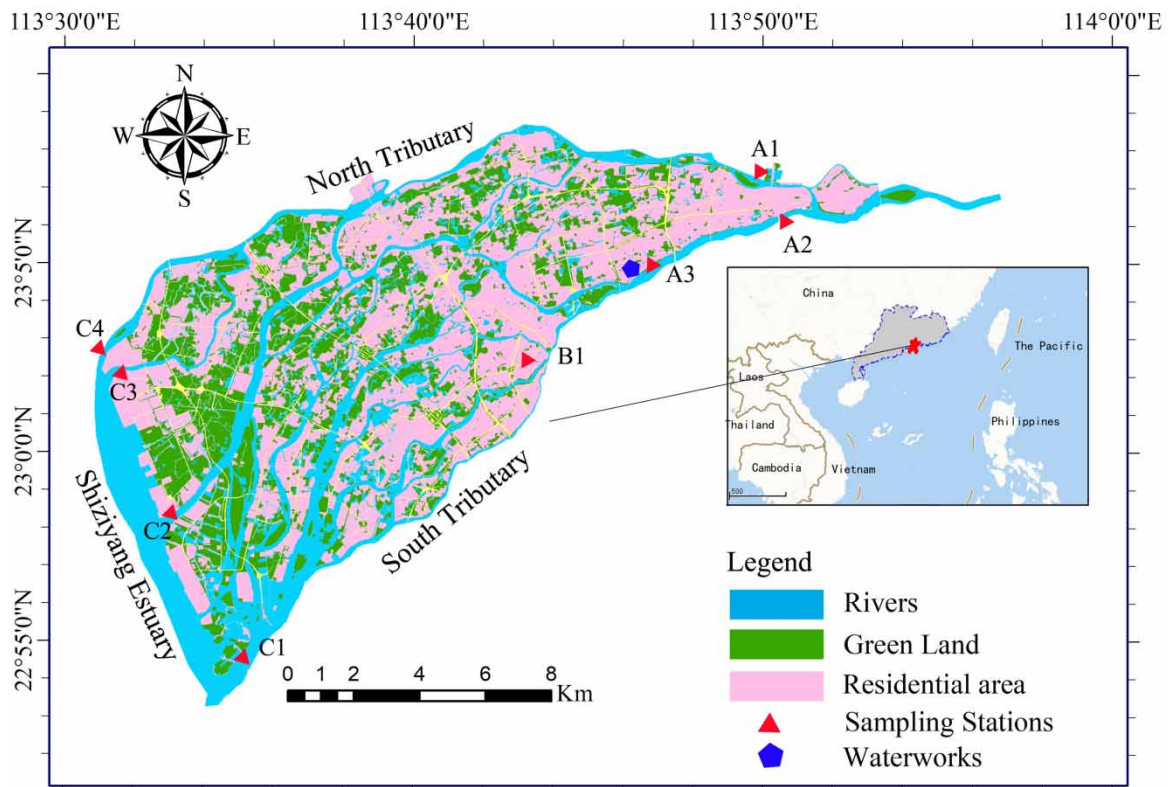 113°30'0"E
113°40'0"E
113°50'0"E
114°0'0"E
N
W
E
S
North Tributary
A1
A2
A3
23°5'0"N
C4
C3
B1
23°0'0"N
C2
Shiziyang Estuary
South Tributary
22°55'0"N
C1
0 1 2 4 6 8
Km
China
The Pacific
Laos
Thailand
Philippines
Cambodia
Vietnam
500
Legend
Rivers
Green Land
Residential area
Sampling Stations
Waterworks